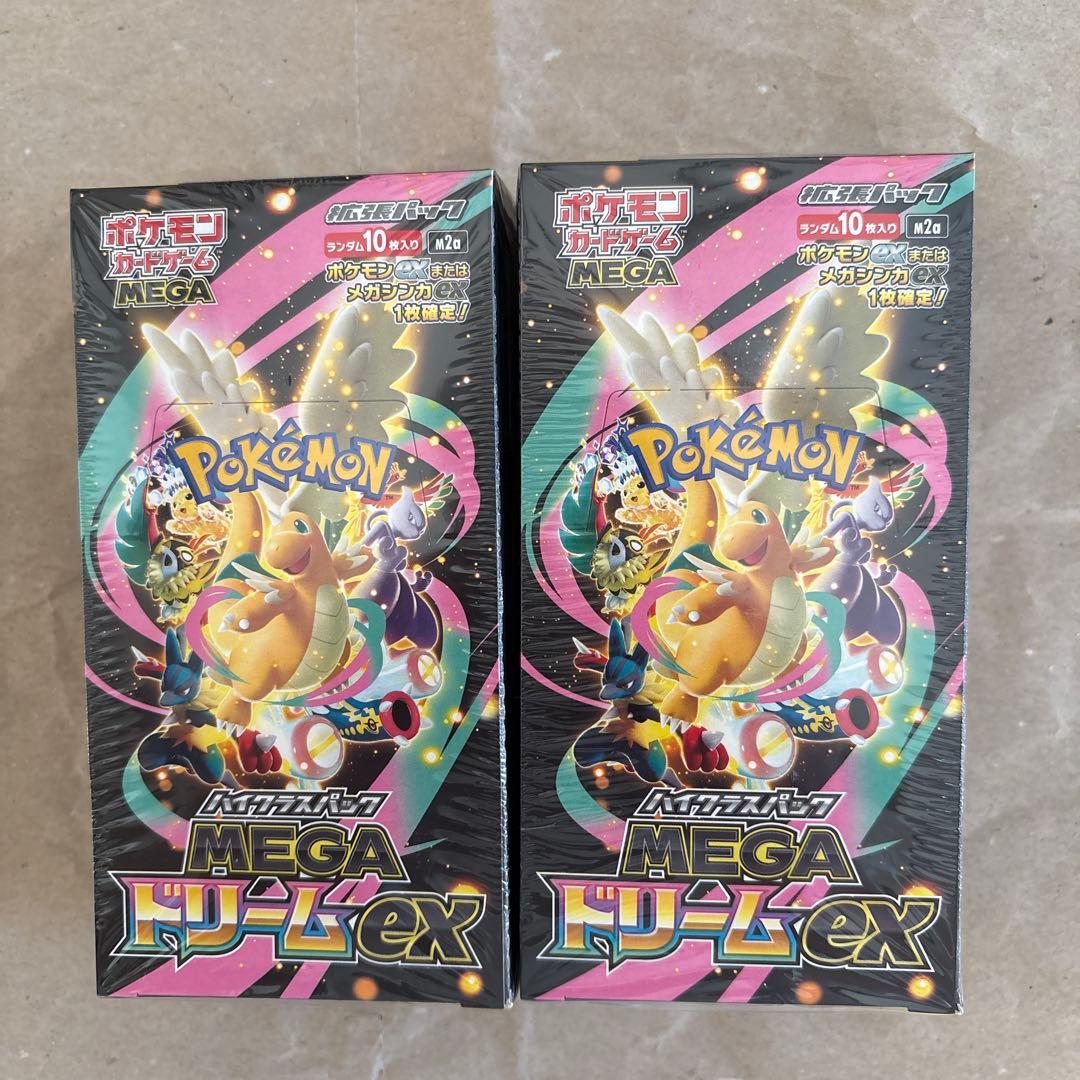 ポケモン
カードゲーム
MEGA
拡張パック
ランダム10枚入り M2a
ポケモンexまたは
メガシンカex
1枚確定!
POKéMON
TM
ハイクラスパック
MEGA
ドリームex
ポケモン
カードゲーム
MEGA
拡張パック
ランダム10枚入り M2a
ポケモンexまたは
メガシンカex
1枚確定!
POKéMON
TM
ハイクラスパック
MEGA
ドリームex